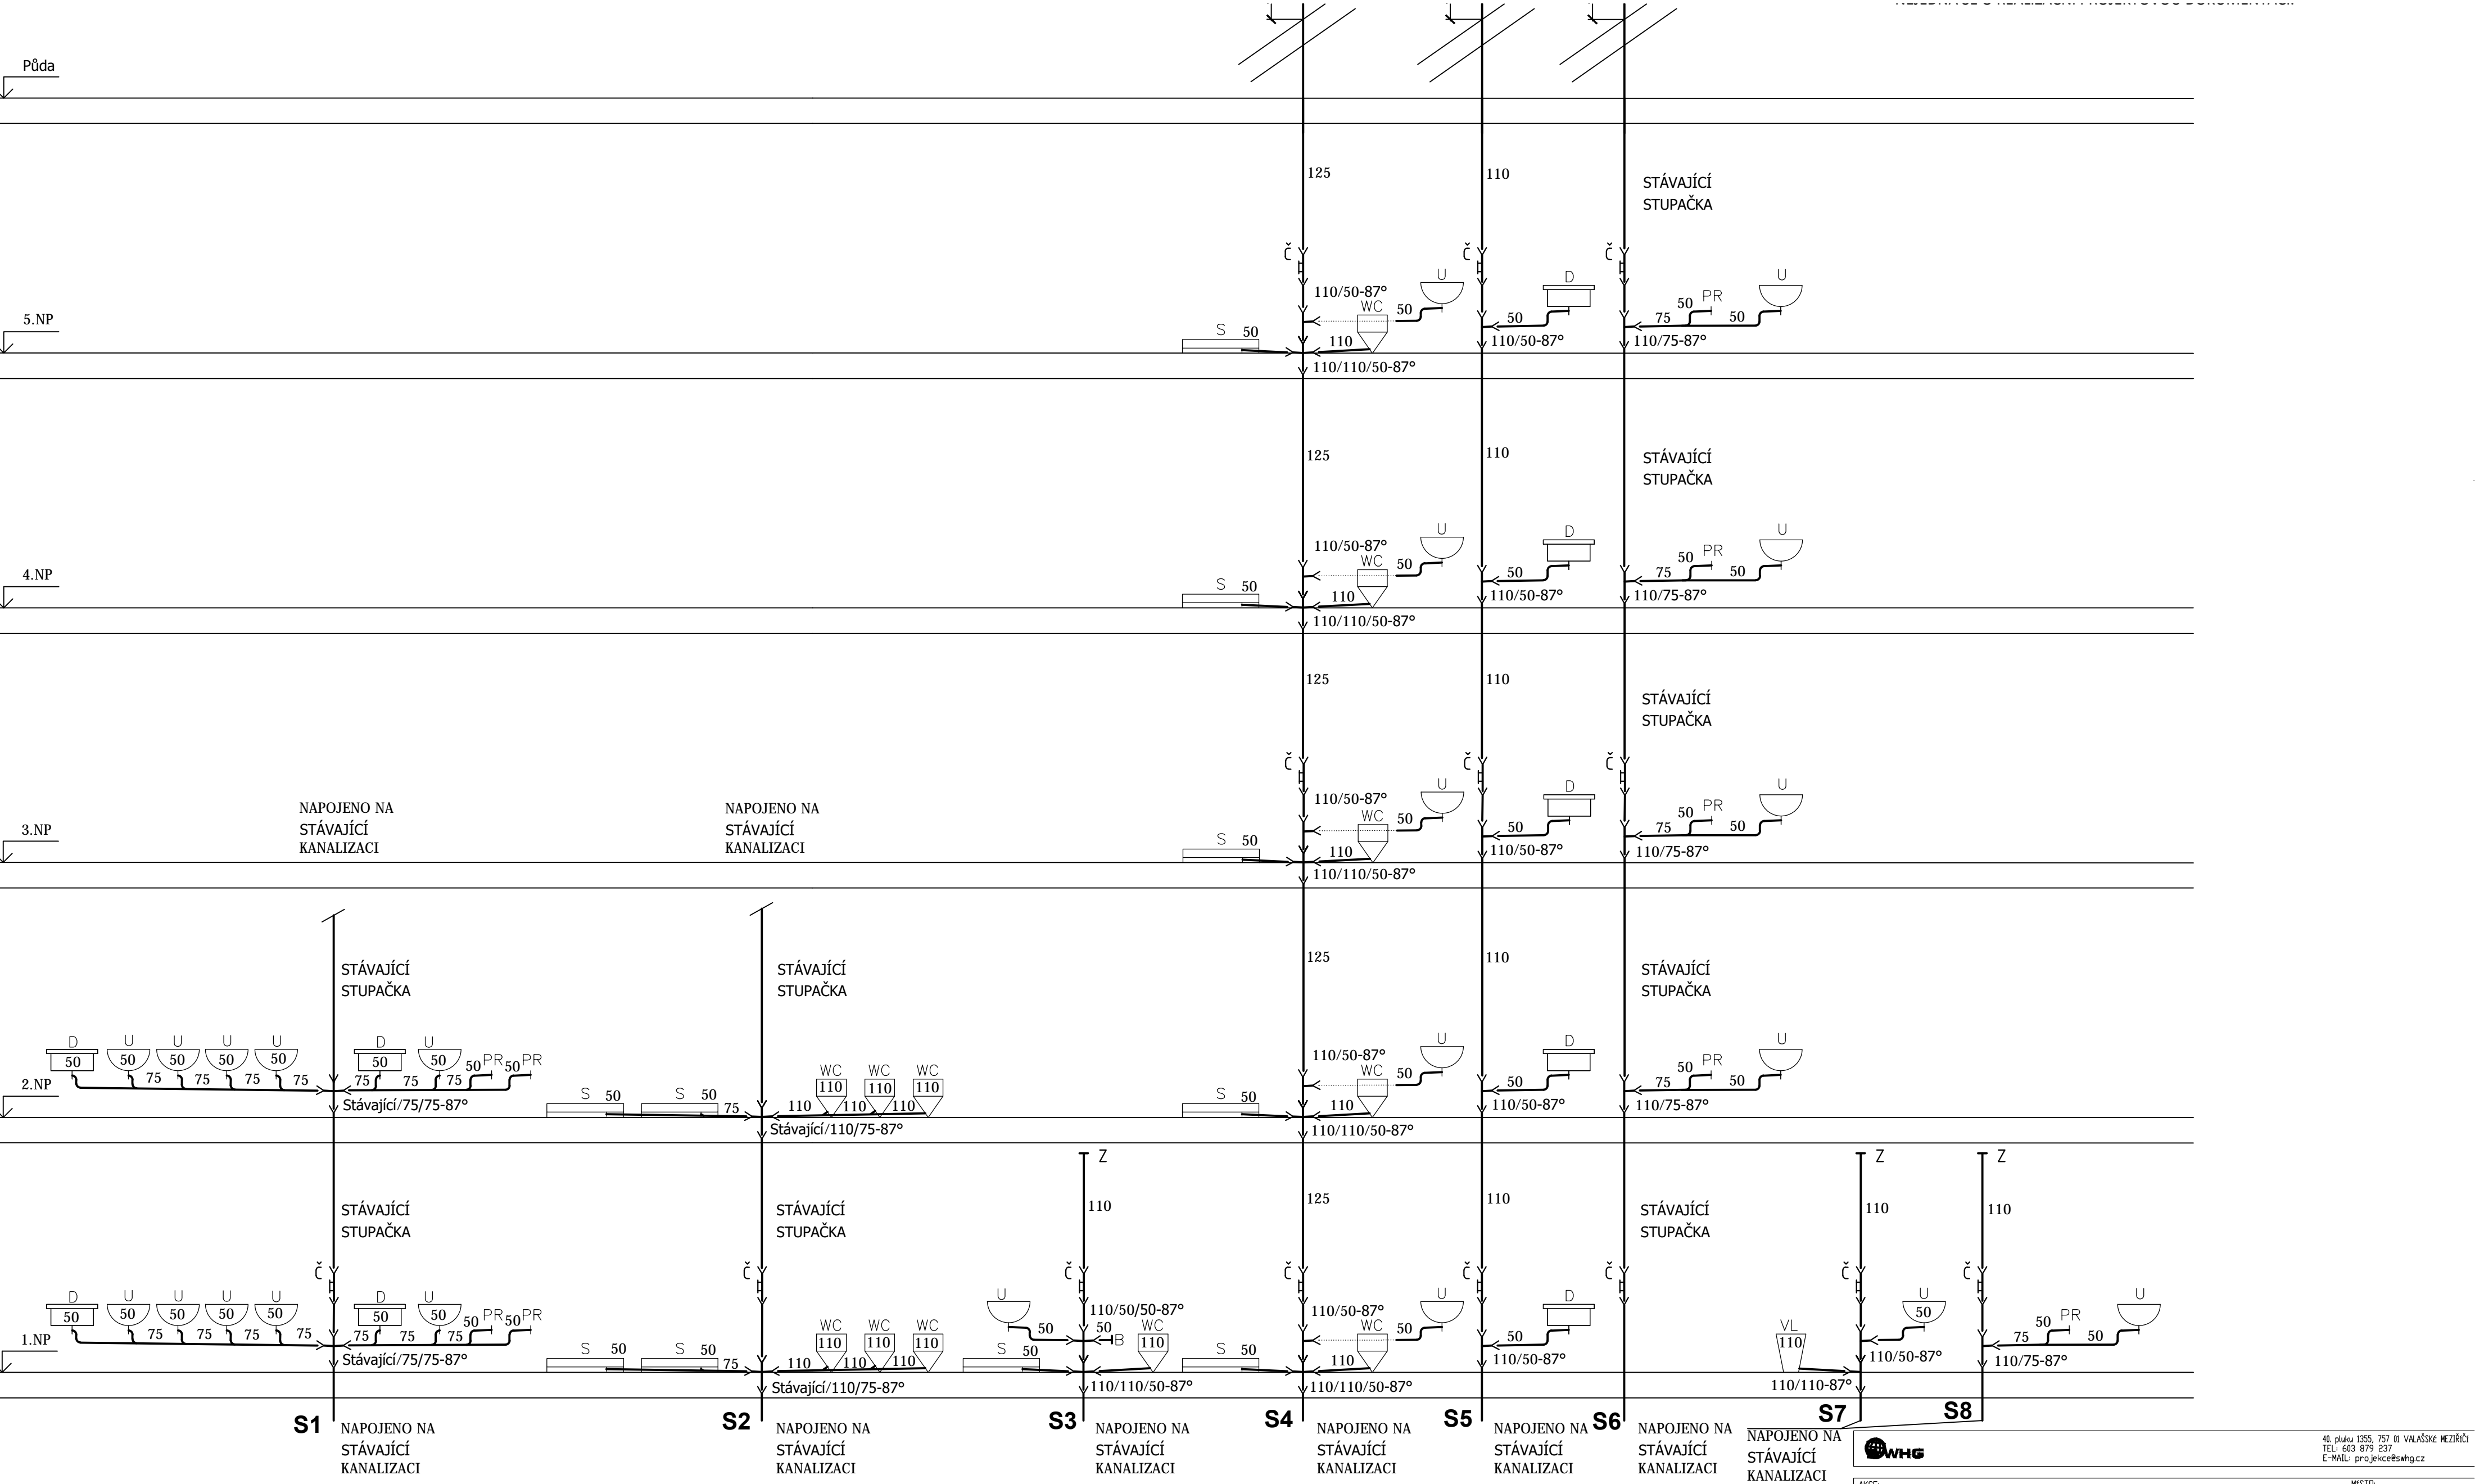 Půda
125
110
STÁVAJÍCÍ
STUPAČKA
Č
Č
Č
110/50-87°
U
D
50 PR
U
5.NP
S 50
WC 50
110
50
75 50
110/50-87°
110/75-87°
110/110/50-87°
125
110
STÁVAJÍCÍ
STUPAČKA
110/50-87°
U
D
50 PR
U
4.NP
S 50
WC 50
110
50
75 50
110/50-87°
110/75-87°
110/110/50-87°
125
110
STÁVAJÍCÍ
STUPAČKA
Č
Č
Č
NAPOJENO NA
STÁVAJÍCÍ
KANALIZACI
NAPOJENO NA
STÁVAJÍCÍ
KANALIZACI
110/50-87°
U
D
50 PR
U
3.NP
S 50
WC 50
110
50
75 50
110/50-87°
110/75-87°
110/110/50-87°
STÁVAJÍCÍ
STUPAČKA
STÁVAJÍCÍ
STUPAČKA
125
110
STÁVAJÍCÍ
STUPAČKA
D U U U U D U
50 50 50 50 50 50 50 50 PR 50 PR
75 75 75 75 75 75 75
2.NP
Stávající/75/75-87°
S 50 S 50 75
WC WC WC
110 110 110
110 110 110
Stávající/110/75-87°
110/50-87°
U
D
50 PR
U
S 50
WC 50
110
50
75 50
110/50-87°
110/75-87°
110/110/50-87°
Z
Z
Z
STÁVAJÍCÍ
STUPAČKA
STÁVAJÍCÍ
STUPAČKA
110
125
110
STÁVAJÍCÍ
STUPAČKA
110
110
Č
Č
Č
Č
Č
Č
Č
Č
D U U U U D U
50 50 50 50 50 50 50 50 PR 50 PR
75 75 75 75 75 75 75
1.NP
Stávající/75/75-87°
S 50 S 50 75
WC WC WC
110 110 110
110 110 110
Stávající/110/75-87°
U
110/50/50-87°
50 50 B
WC
110
S 50
110/110/50-87°
110/50-87°
U
S 50
WC 50
110
110/110/50-87°
D
50
110/50-87°
VL
110
U
50
110/50-87°
110/110-87°
50 PR
U
75 50
110/75-87°
S1
S2
S3
S4
S5
S6
S7
S8
NAPOJENO NA
STÁVAJÍCÍ
KANALIZACI
NAPOJENO NA
STÁVAJÍCÍ
KANALIZACI
NAPOJENO NA
STÁVAJÍCÍ
KANALIZACI
NAPOJENO NA
STÁVAJÍCÍ
KANALIZACI
NAPOJENO NA
STÁVAJÍCÍ
KANALIZACI
NAPOJENO NA
STÁVAJÍCÍ
KANALIZACI
NAPOJENO NA
STÁVAJÍCÍ
KANALIZACI
WHG
40. pluku 1355, 757 01 VALAŠSKÉ MEZIŘÍČÍ
TEL: 603 879 237
E-MAIL: projekce@swhg.cz